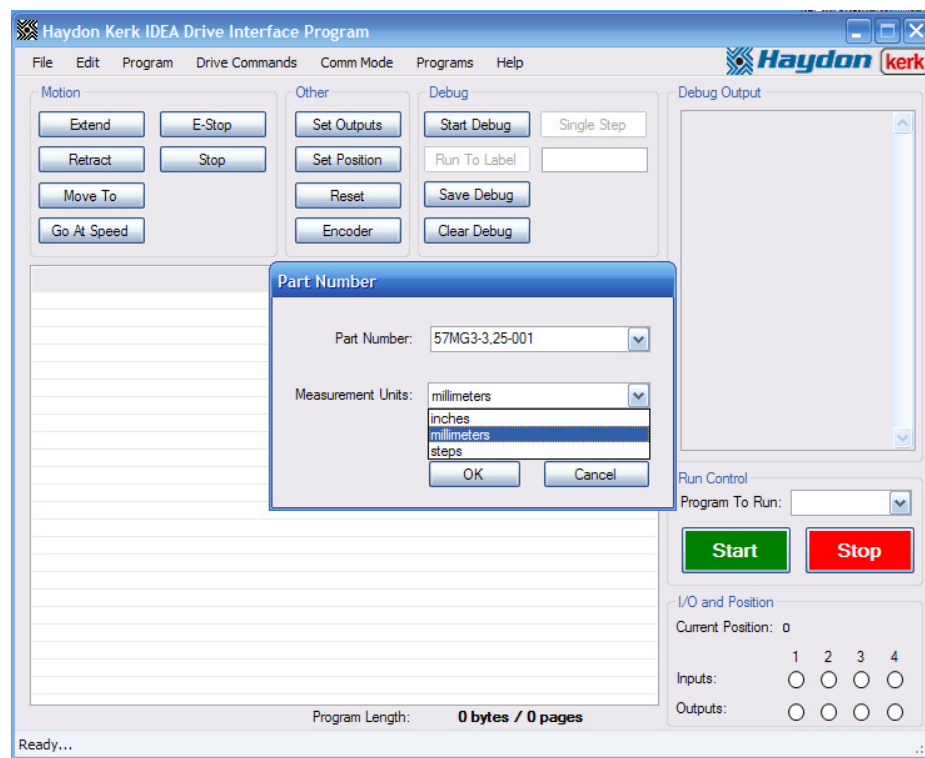 Haydon Kerk IDEA Drive Interface Program
File Edit Program Drive Commands Comm Mode Programs Help
Haydon kerk
Motion Other Debug Debug Output
Extend E-Stop Set Outputs Start Debug Single Step
Retract Stop Set Position Run To Label
Move To Reset Save Debug
Go At Speed Encoder Clear Debug
Part Number
Part Number: 57MG3-3,25-001
Measurement Units: millimeters
inches
millimeters
steps
OK Cancel
Run Control
Program To Run:
Start Stop
I/O and Position
Current Position: 0
1 2 3 4
Inputs:
Outputs:
Program Length: 0 bytes / 0 pages
Ready...